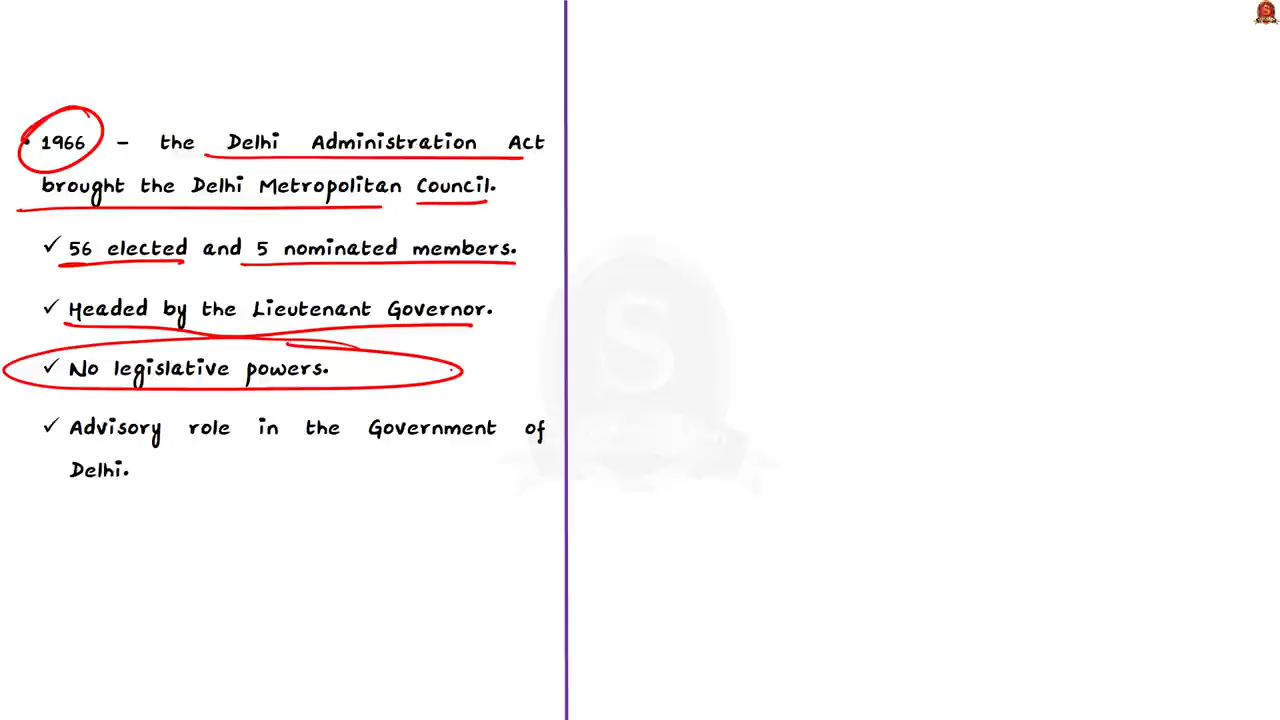 • 1966 – the Delhi Administration Act
brought the Delhi Metropolitan Council.
✓ 56 elected and 5 nominated members.
✓ Headed by the Lieutenant Governor.
✓ No legislative powers.
✓ Advisory role in the Government of
Delhi.
S